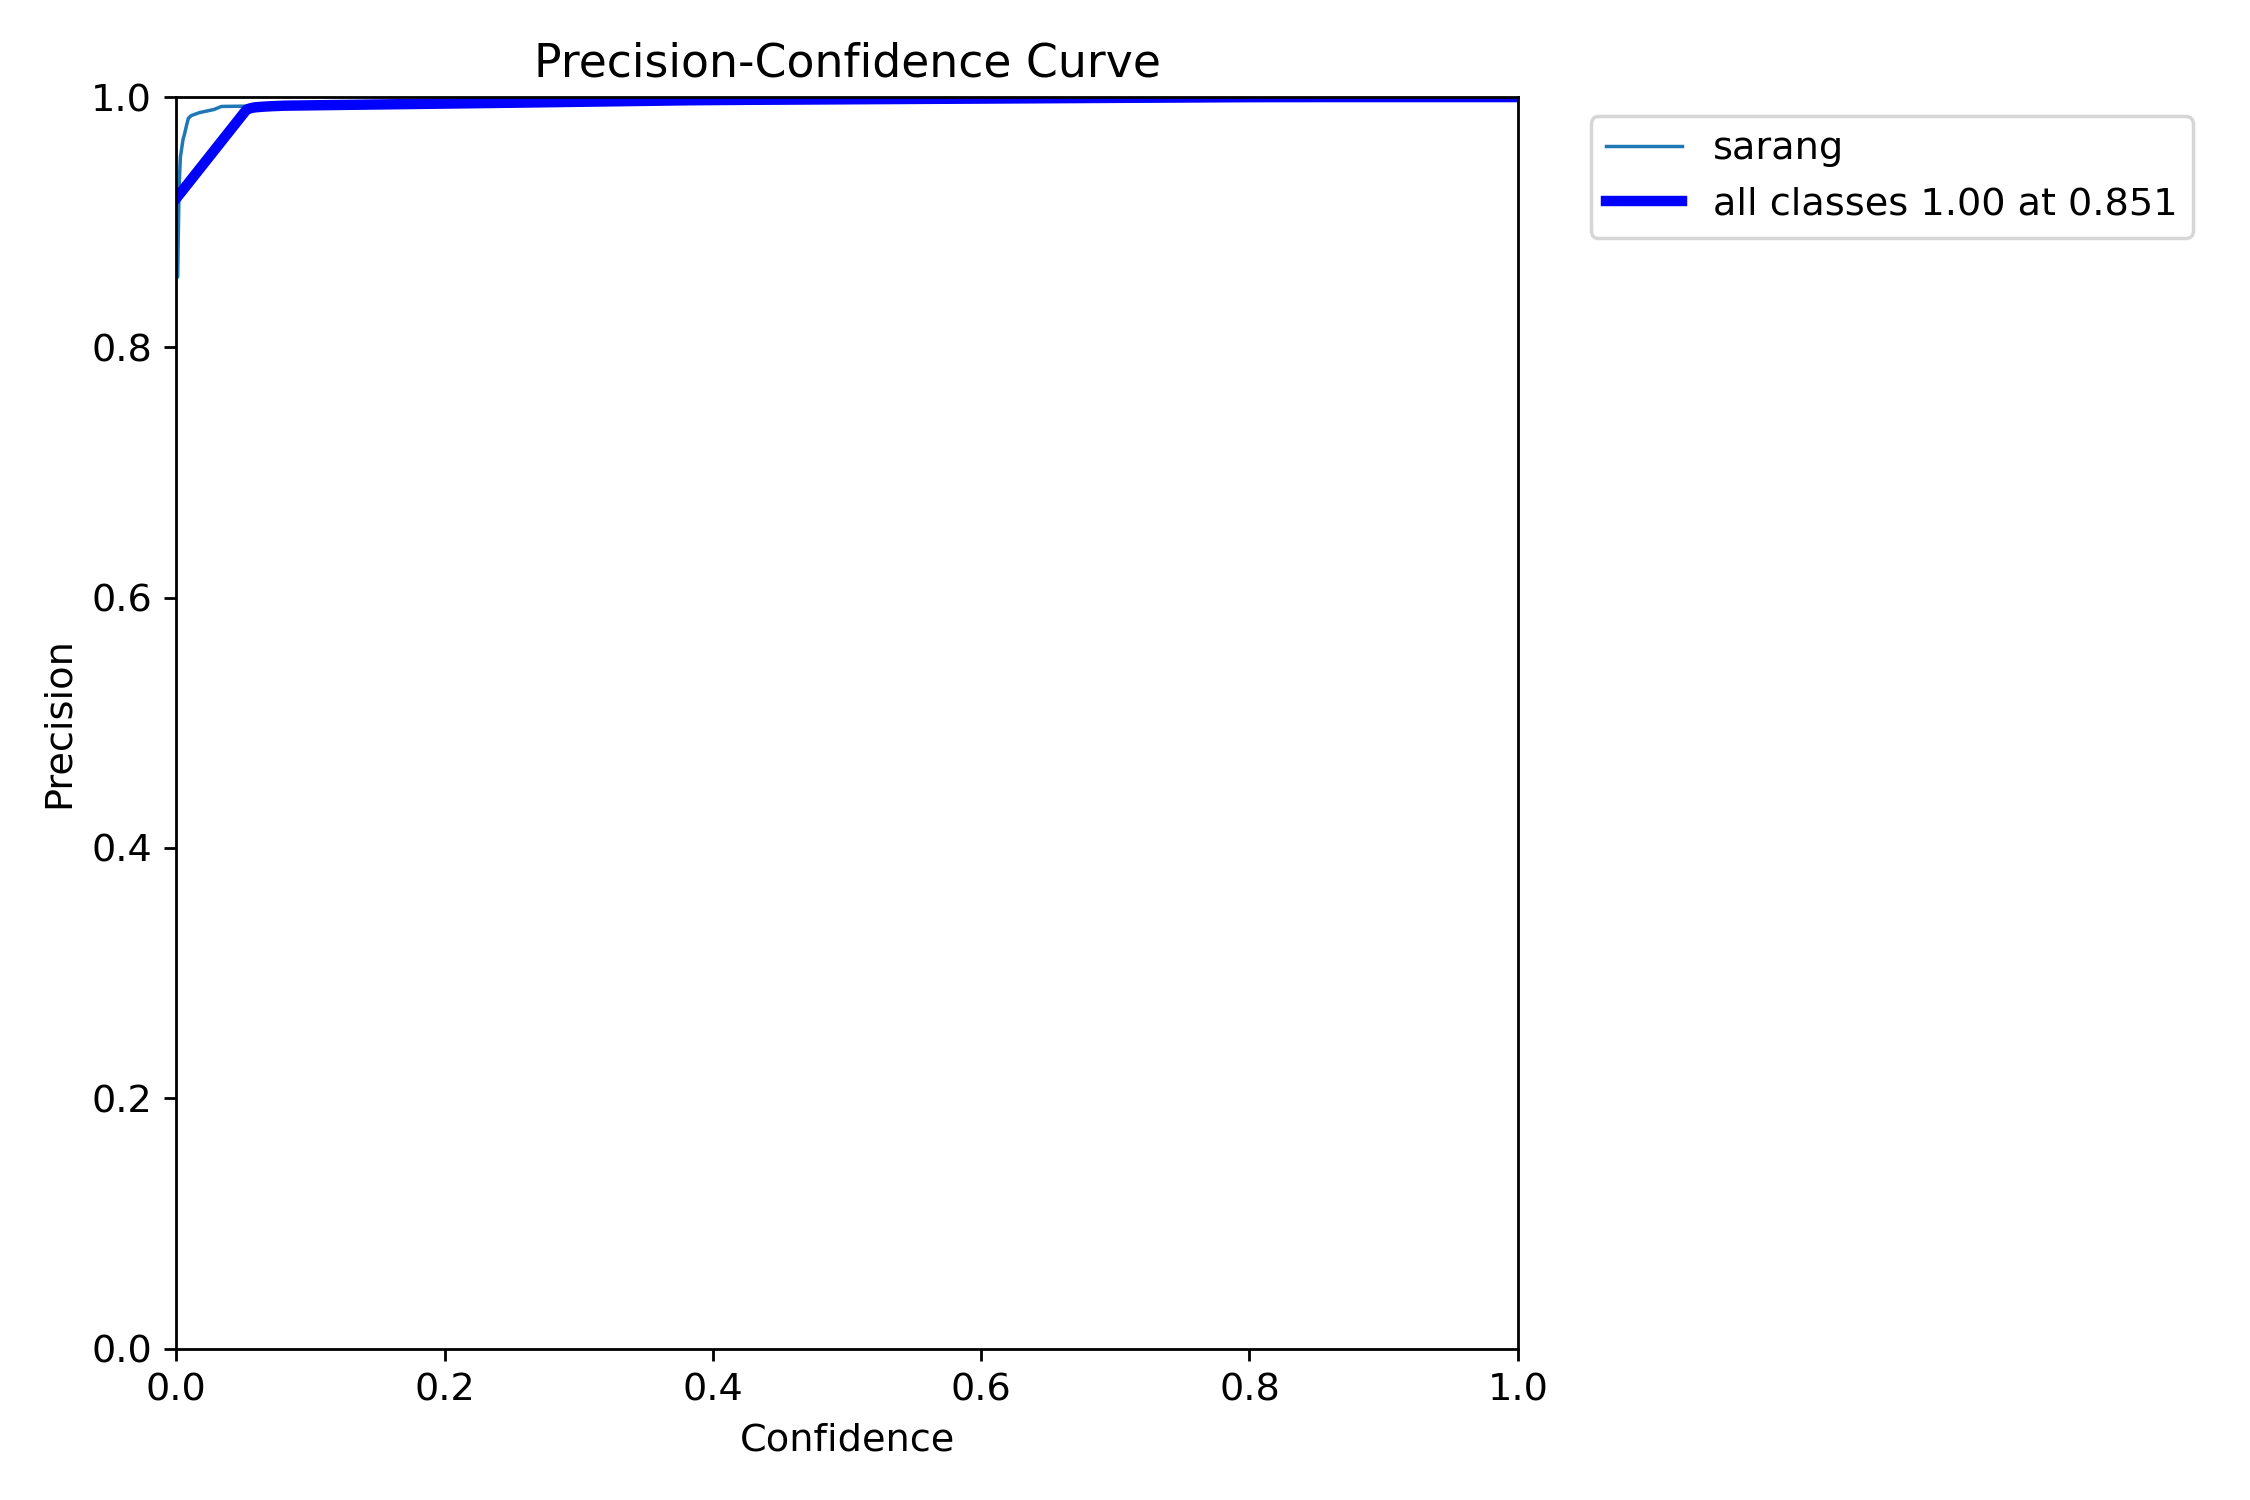 Precision-Confidence Curve
1.0
0.8
0.6
0.4
0.2
0.0
Precision
0.0 0.2 0.4 0.6 0.8 1.0
Confidence
sarang
all classes 1.00 at 0.851